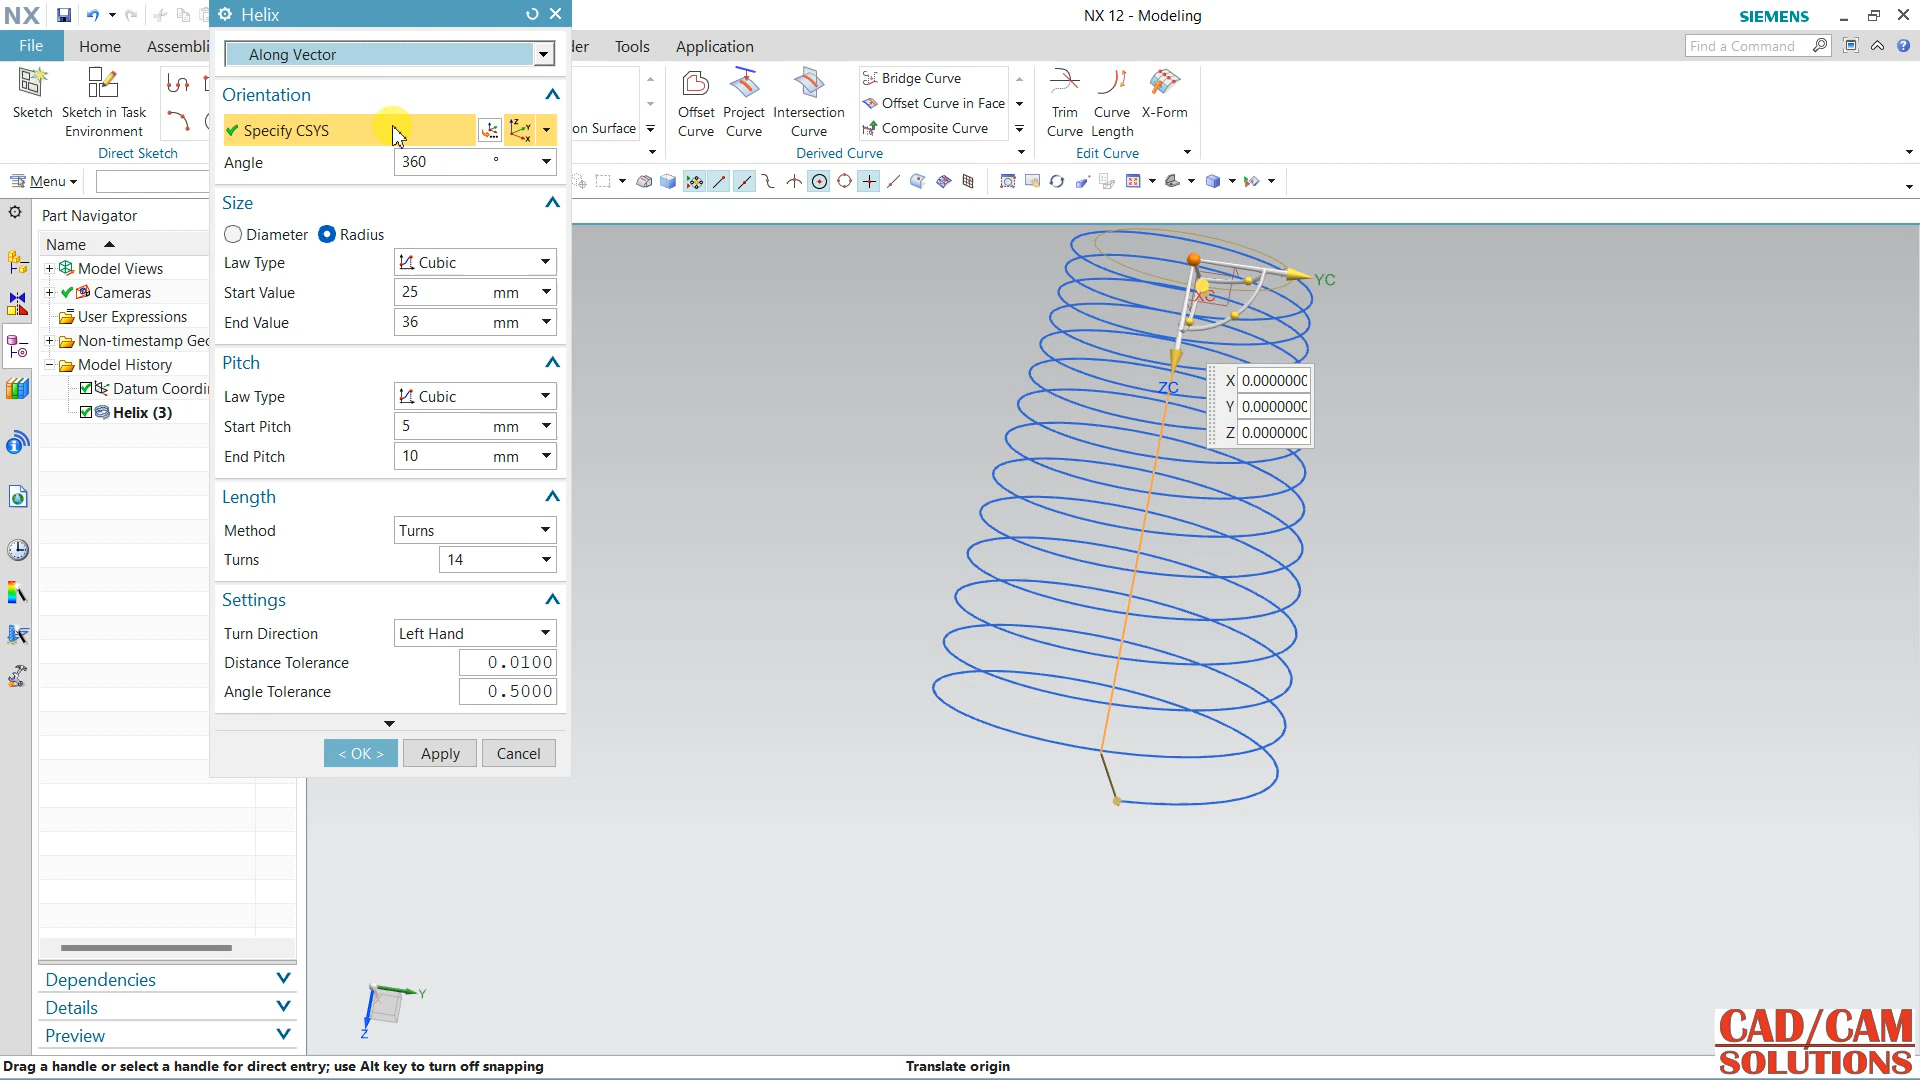 NX
Helix
NX 12 - Modeling
SIEMENS
File
Home
Assembli
Along Vector
der
Tools
Application
Find a Command
Sketch
Sketch in Task
Environment
Direct Sketch
Orientation
Specify CSYS
Angle
360
°
on Surface
Offset
Curve
Project
Curve
Intersection
Curve
Bridge Curve
Offset Curve in Face
Composite Curve
Derived Curve
Trim
Curve
Curve
Length
X-Form
Edit Curve
Menu
Size
Diameter
Radius
Law Type
Cubic
Start Value
25
mm
End Value
36
mm
Pitch
Law Type
Cubic
Start Pitch
5
mm
End Pitch
10
mm
Length
Method
Turns
Turns
14
Settings
Turn Direction
Left Hand
Distance Tolerance
0.0100
Angle Tolerance
0.5000
< OK >
Apply
Cancel
Part Navigator
Name
Model Views
Cameras
User Expressions
Non-timestamp Geo
Model History
Datum Coordi
Helix (3)
Dependencies
Details
Preview
YC
XC
ZC
X 0.0000000
Y 0.0000000
Z 0.0000000
Y
Z
CAD/CAM
SOLUTIONS
Drag a handle or select a handle for direct entry; use Alt key to turn off snapping
Translate origin